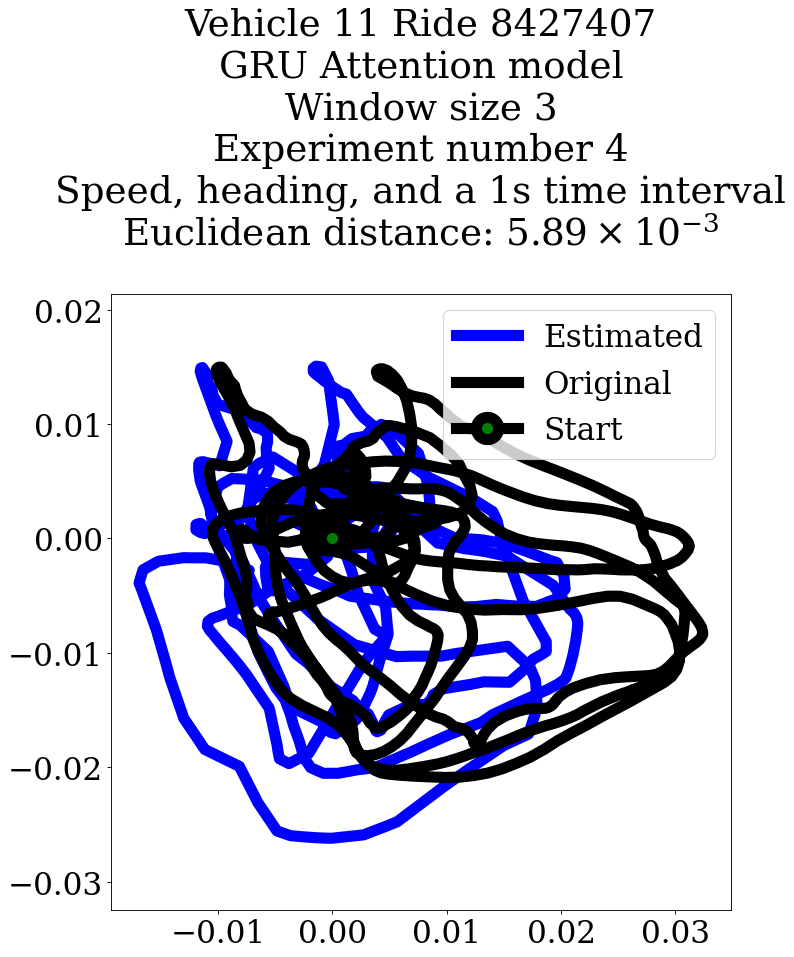 Vehicle 11 Ride 8427407
GRU Attention model
Window size 3
Experiment number 4
Speed, heading, and a 1s time interval
Euclidean distance: 5.89 × 10⁻³
Estimated
Original
Start
0.02
0.01
0.00
−0.01
−0.02
−0.03
−0.01 0.00 0.01 0.02 0.03